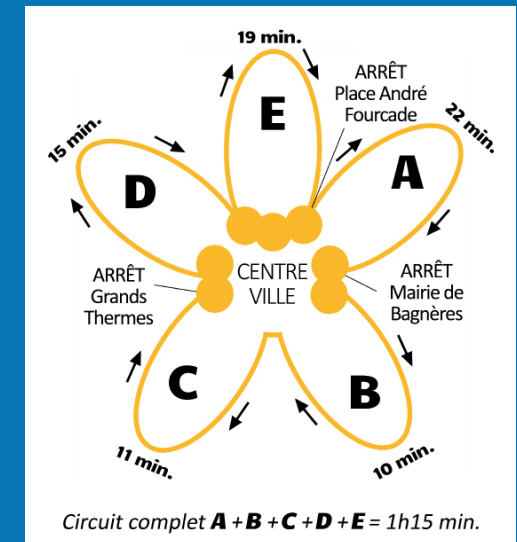 19 min.
ARRÊT
Place André
Fourcade
22 min.
E
15 min.
A
D
ARRÊT
Grands
Thermes
CENTRE
VILLE
ARRÊT
Mairie de
Bagnères
C
B
11 min.
10 min.
Circuit complet A + B + C + D + E = 1h15 min.